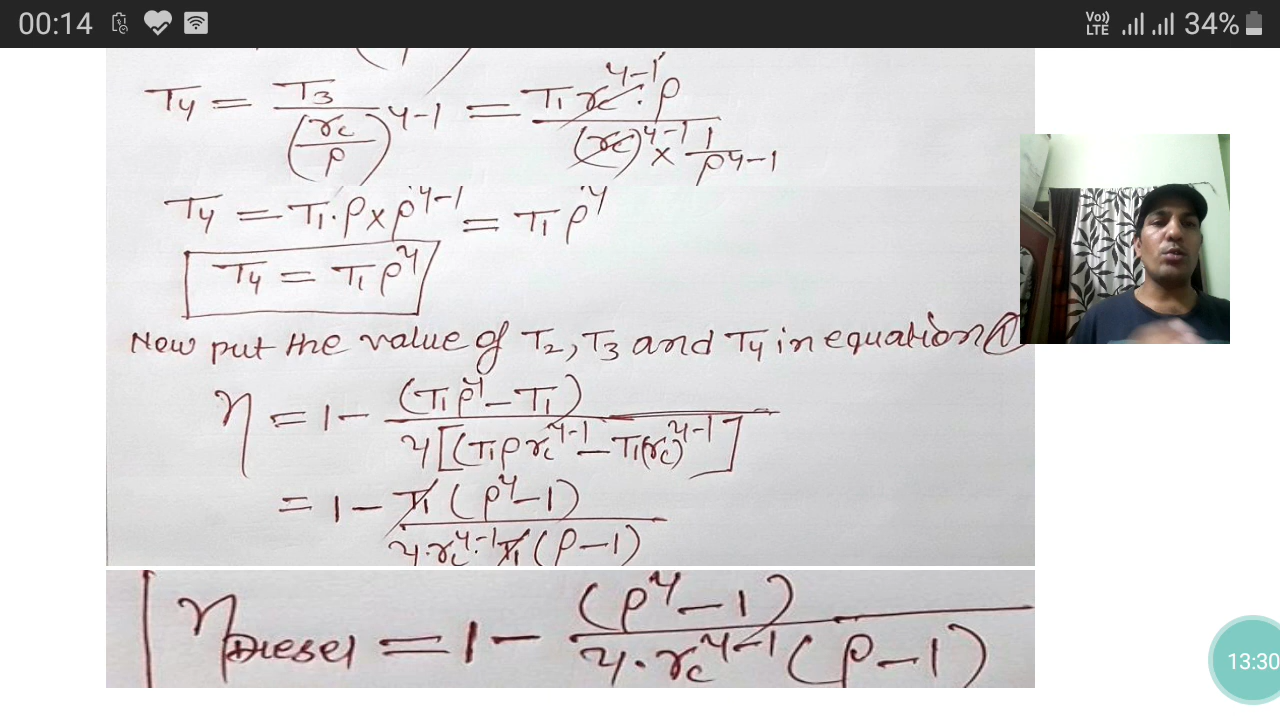 00:14 Vo)) LTE 34%
T4 = T3 / (rc/ρ)^γ-1 = T1 rc^γ-1 · ρ / (rc)^γ-1 × 1/ρ^γ-1
T4 = T1 · ρ × ρ^γ-1 = T1 ρ^γ
T4 = T1 ρ^γ
Now put the value of T2, T3 and T4 in equation ①
η = 1 - (T1 ρ^γ - T1) / γ[(T1 ρ rc^γ-1 - T1(rc)^γ-1]
= 1 - T1 (ρ^γ - 1) / γ · rc^γ-1 · T1 (ρ - 1)
η Diesel = 1 - (ρ^γ - 1) / γ · rc^γ-1 (ρ - 1)
13:30